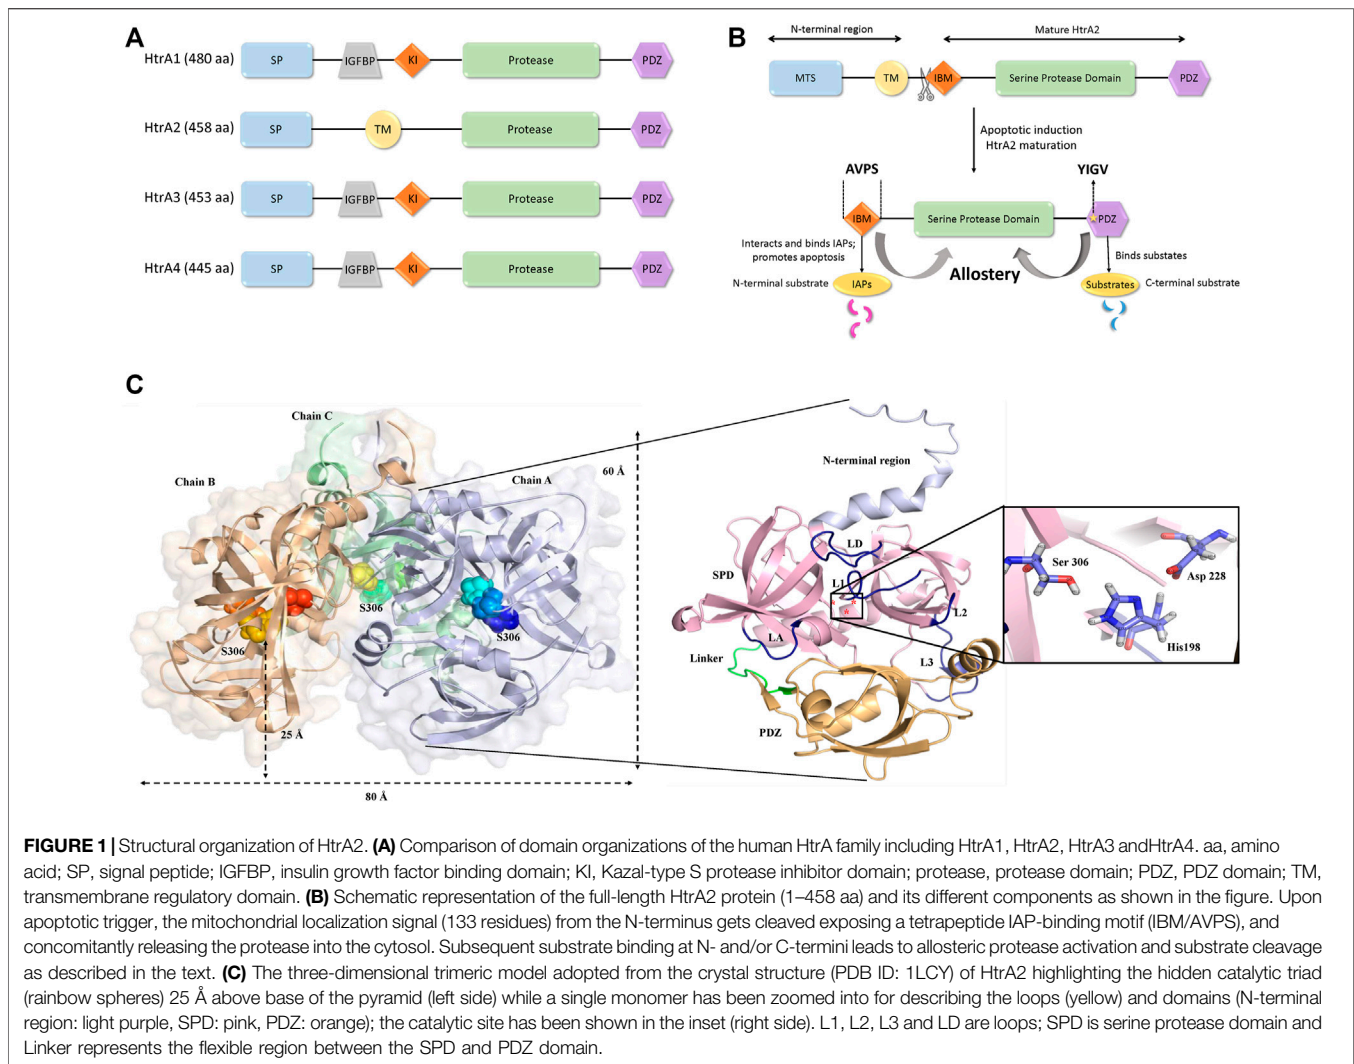 A
HtrA1 (480 aa)
SP
IGFBP
KI
Protease
PDZ
HtrA2 (458 aa)
SP
TM
Protease
PDZ
HtrA3 (453 aa)
SP
IGFBP
KI
Protease
PDZ
HtrA4 (445 aa)
SP
IGFBP
KI
Protease
PDZ
B
N-terminal region
Mature HtrA2
MTS
TM
IBM
Serine Protease Domain
PDZ
Apoptotic induction
HtrA2 maturation
AVPS
YIGV
IBM
Serine Protease Domain
PDZ
Interacts and binds IAPs;
promotes apoptosis
Allostery
Binds substates
N-terminal substrate
IAPs
Substrates
C-terminal substrate
C
Chain C
Chain B
Chain A
60 Å
S306
S306
S306
25 Å
80 Å
N-terminal region
LD
SPD
L1
L2
LA
Linker
L3
PDZ
Ser 306
Asp 228
His198
FIGURE 1 | Structural organization of HtrA2. (A) Comparison of domain organizations of the human HtrA family including HtrA1, HtrA2, HtrA3 andHtrA4. aa, amino
acid; SP, signal peptide; IGFBP, insulin growth factor binding domain; KI, Kazal-type S protease inhibitor domain; protease, protease domain; PDZ, PDZ domain; TM,
transmembrane regulatory domain. (B) Schematic representation of the full-length HtrA2 protein (1–458 aa) and its different components as shown in the figure. Upon
apoptotic trigger, the mitochondrial localization signal (133 residues) from the N-terminus gets cleaved exposing a tetrapeptide IAP-binding motif (IBM/AVPS), and
concomitantly releasing the protease into the cytosol. Subsequent substrate binding at N- and/or C-termini leads to allosteric protease activation and substrate cleavage
as described in the text. (C) The three-dimensional trimeric model adopted from the crystal structure (PDB ID: 1LCY) of HtrA2 highlighting the hidden catalytic triad
(rainbow spheres) 25 Å above base of the pyramid (left side) while a single monomer has been zoomed into for describing the loops (yellow) and domains (N-terminal
region: light purple, SPD: pink, PDZ: orange); the catalytic site has been shown in the inset (right side). L1, L2, L3 and LD are loops; SPD is serine protease domain and
Linker represents the flexible region between the SPD and PDZ domain.